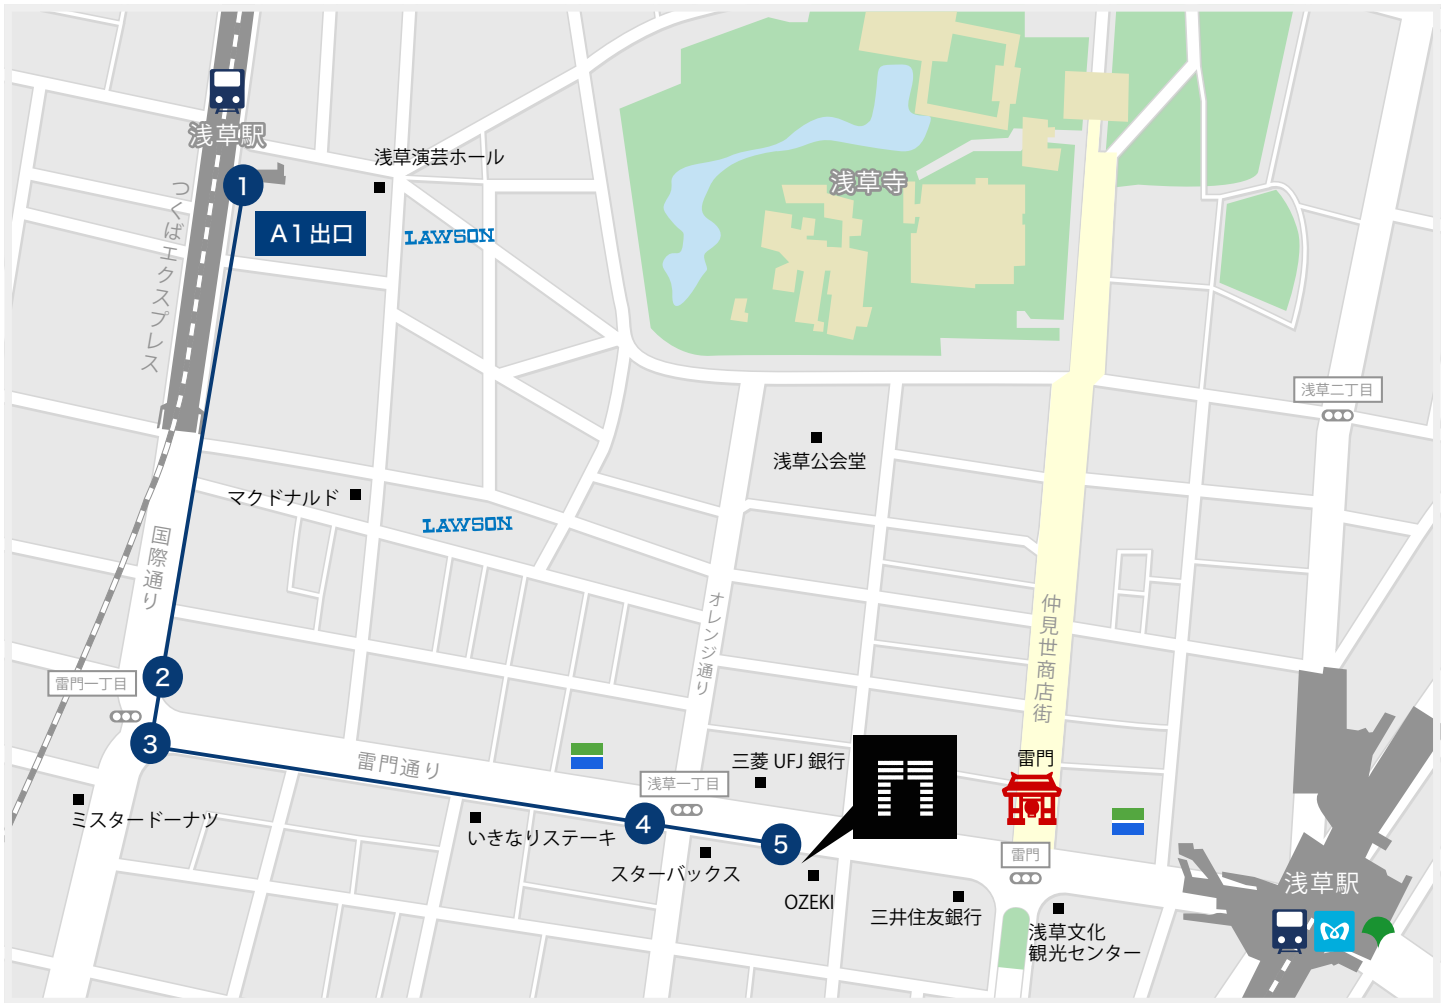 浅草駅
1
A1 出口
つくばエクスプレス
浅草演芸ホール
LAWSON
浅草寺
浅草二丁目
浅草公会堂
マクドナルド
LAWSON
国際通り
オレンジ通り
仲見世商店街
雷門一丁目
2
3
雷門通り
浅草一丁目
三菱 UFJ 銀行
雷門
ミスタードーナツ
いきなりステーキ
4
スターバックス
5
OZEKI
三井住友銀行
雷門
浅草文化
観光センター
浅草駅